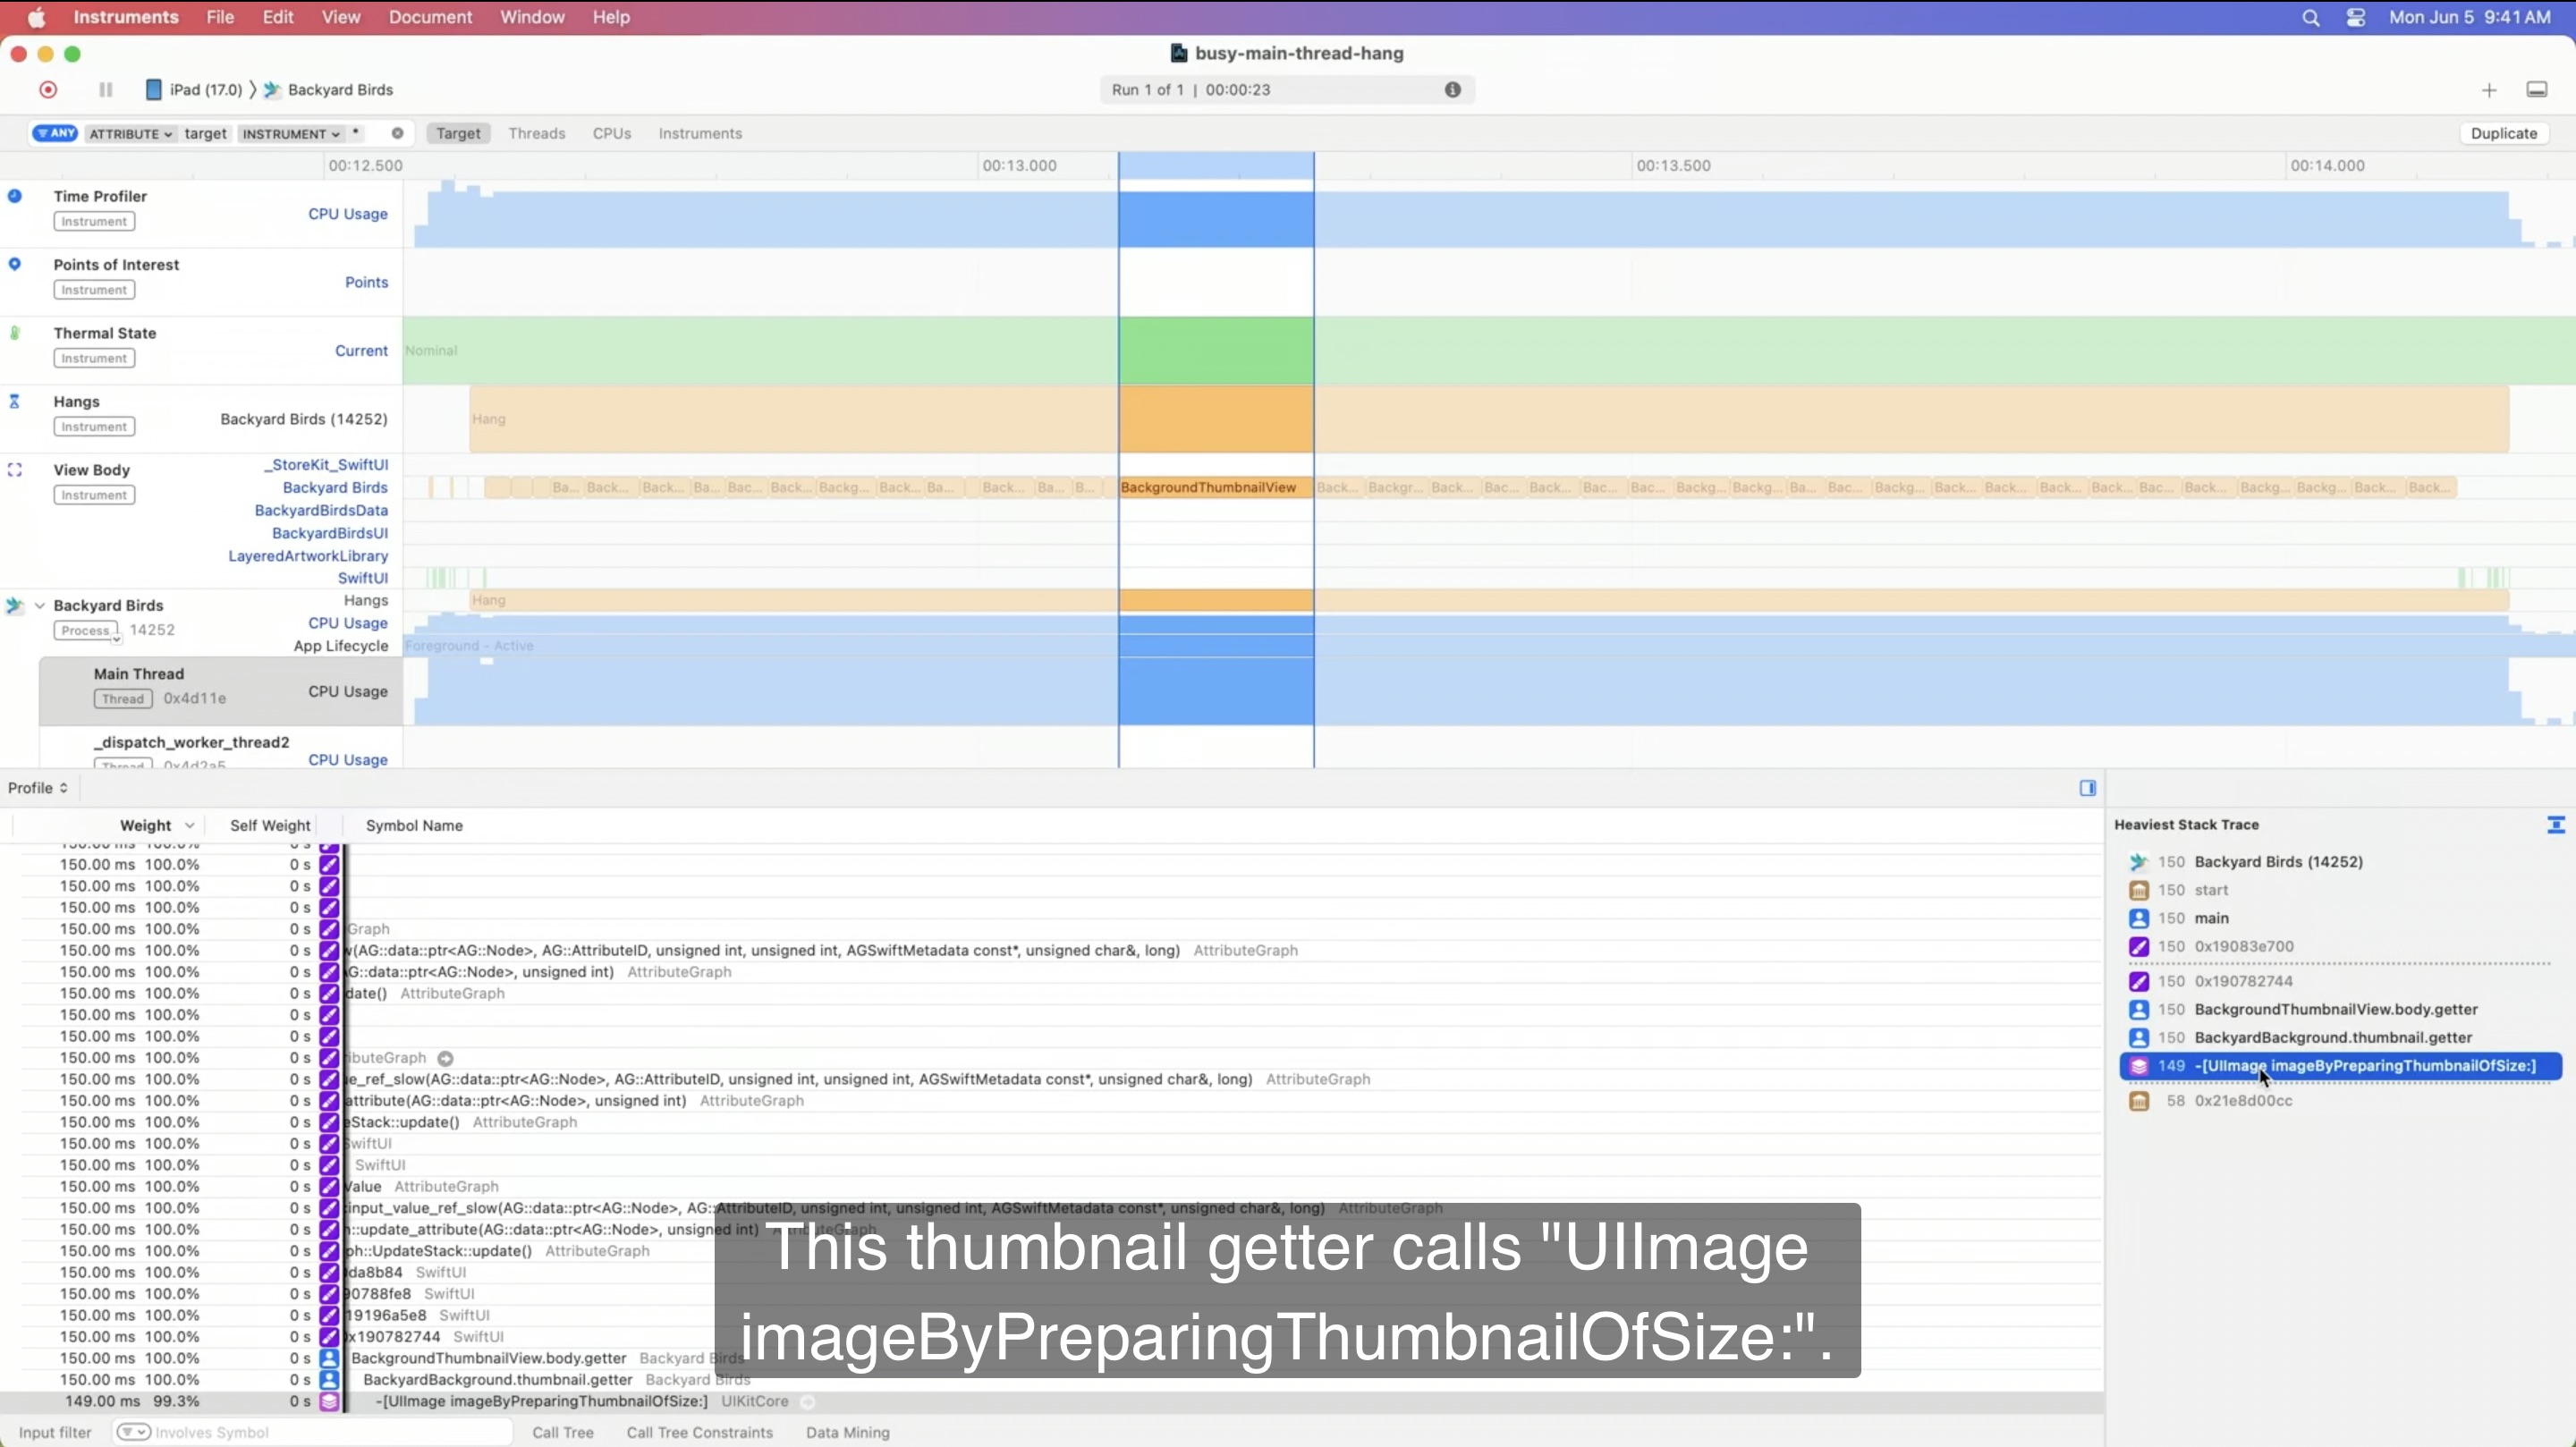 Instruments File Edit View Document Window Help Mon Jun 5 9:41 AM
busy-main-thread-hang
iPad (17.0) 〉 Backyard Birds Run 1 of 1 | 00:00:23
ANY ATTRIBUTE target INSTRUMENT * Target Threads CPUs Instruments Duplicate
00:12.500 00:13.000 00:13.500 00:14.000
Time Profiler
Instrument
CPU Usage
Points of Interest
Instrument
Points
Thermal State
Instrument
Current
Nominal
Hangs
Instrument
Backyard Birds (14252)
Hang
View Body
Instrument
_StoreKit_SwiftUI
Backyard Birds
Ba... Back... Back... Ba... Bac... Back... Backg... Back... Ba... Back... Ba... B... BackgroundThumbnailView Back... Backgr... Back... Bac... Back... Bac... Bac... Backg... Backg... Ba... Bac... Backg... Back... Back... Back... Back... Bac... Back... Backg... Backg... Back... Back...
BackyardBirdsData
BackyardBirdsUI
LayeredArtworkLibrary
SwiftUI
Backyard Birds
Process 14252
Hangs
Hang
CPU Usage
App Lifecycle
Foreground - Active
Main Thread
Thread 0x4d11e
CPU Usage
_dispatch_worker_thread2
Thread 0x4d2a5
CPU Usage
Profile
Weight Self Weight Symbol Name
150.00 ms 100.0% 0 s
150.00 ms 100.0% 0 s
150.00 ms 100.0% 0 s
150.00 ms 100.0% 0 s
150.00 ms 100.0% 0 s Graph
150.00 ms 100.0% 0 s w(AG::data::ptr<AG::Node>, AG::AttributeID, unsigned int, unsigned int, AGSwiftMetadata const*, unsigned char&, long) AttributeGraph
150.00 ms 100.0% 0 s G::data::ptr<AG::Node>, unsigned int) AttributeGraph
150.00 ms 100.0% 0 s date() AttributeGraph
150.00 ms 100.0% 0 s
150.00 ms 100.0% 0 s
150.00 ms 100.0% 0 s ibuteGraph
150.00 ms 100.0% 0 s e_ref_slow(AG::data::ptr<AG::Node>, AG::AttributeID, unsigned int, unsigned int, AGSwiftMetadata const*, unsigned char&, long) AttributeGraph
150.00 ms 100.0% 0 s attribute(AG::data::ptr<AG::Node>, unsigned int) AttributeGraph
150.00 ms 100.0% 0 s eStack::update() AttributeGraph
150.00 ms 100.0% 0 s SwiftUI
150.00 ms 100.0% 0 s SwiftUI
150.00 ms 100.0% 0 s Value AttributeGraph
150.00 ms 100.0% 0 s input_value_ref_slow(AG::data::ptr<AG::Node>, AG::AttributeID, unsigned int, unsigned int, AGSwiftMetadata const*, unsigned char&, long) AttributeGraph
150.00 ms 100.0% 0 s ::update_attribute(AG::data::ptr<AG::Node>, unsigned int) AttributeGraph
150.00 ms 100.0% 0 s ph::UpdateStack::update() AttributeGraph
150.00 ms 100.0% 0 s da8b84 SwiftUI
150.00 ms 100.0% 0 s 90788fe8 SwiftUI
150.00 ms 100.0% 0 s 19196a5e8 SwiftUI
150.00 ms 100.0% 0 s x190782744 SwiftUI
150.00 ms 100.0% 0 s BackgroundThumbnailView.body.getter Backyard Birds
150.00 ms 100.0% 0 s BackyardBackground.thumbnail.getter Backyard Birds
149.00 ms 99.3% 0 s -[UIImage imageByPreparingThumbnailOfSize:] UIKitCore
Input filter Involves Symbol Call Tree Call Tree Constraints Data Mining
Heaviest Stack Trace
150 Backyard Birds (14252)
150 start
150 main
150 0x19083e700
150 0x190782744
150 BackgroundThumbnailView.body.getter
150 BackyardBackground.thumbnail.getter
149 -[UIImage imageByPreparingThumbnailOfSize:]
58 0x21e8d00cc
This thumbnail getter calls "UIImage
imageByPreparingThumbnailOfSize:".